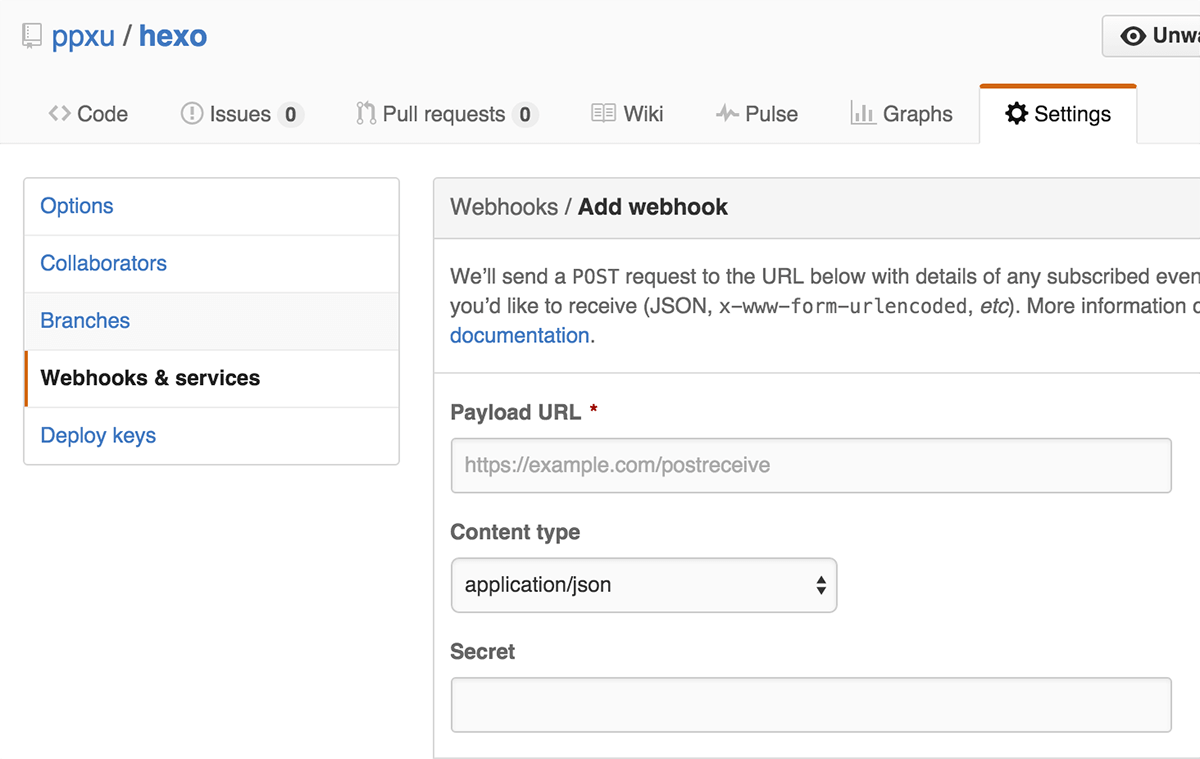 ppxu / hexo
Unwa
Code Issues 0 Pull requests 0 Wiki Pulse Graphs Settings
Options
Collaborators
Branches
Webhooks & services
Deploy keys
Webhooks / Add webhook
We’ll send a POST request to the URL below with details of any subscribed even
you’d like to receive (JSON, x-www-form-urlencoded, etc). More information
documentation.
Payload URL *
https://example.com/postreceive
Content type
application/json
Secret